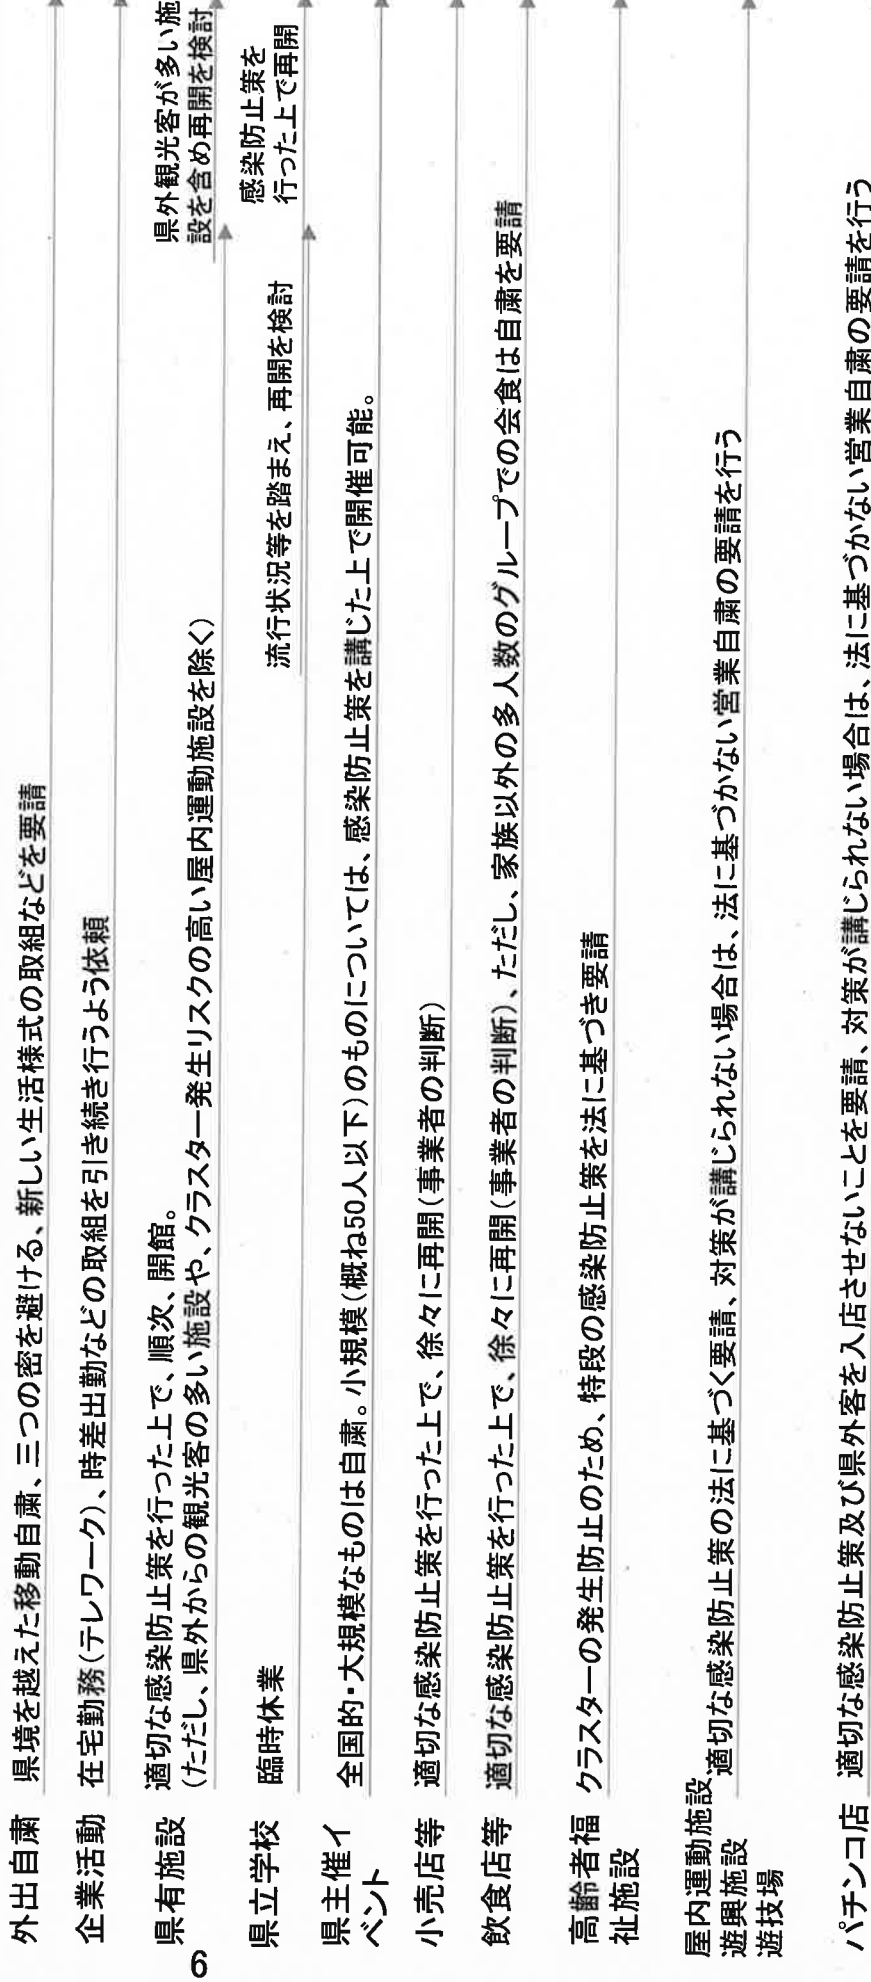 外出自粛
県境を越えた移動自粛、三つの密を避ける、新しい生活様式の取組などを要請
企業活動
在宅勤務(テレワーク)、時差出勤などの取組を引き続き行うよう依頼
県有施設
適切な感染防止策を行った上で、順次、開館。
(ただし、県外からの観光客の多い施設や、クラスター発生リスクの高い屋内運動施設を除く)
県外観光客が多い施
設を含め再開を検討
県立学校
臨時休業
流行状況等を踏まえ、再開を検討
感染防止策を
行った上で再開
県主催イ
ベント
全国的・大規模なものは自粛。小規模(概ね50人以下)のものについては、感染防止策を講じた上で開催可能。
小売店等
適切な感染防止策を行った上で、徐々に再開(事業者の判断)
飲食店等
適切な感染防止策を行った上で、徐々に再開(事業者の判断)、ただし、家族以外の多人数のグループでの会食は自粛を要請
高齢者福
祉施設
クラスターの発生防止のため、特段の感染防止策を法に基づき要請
屋内運動施設
遊興施設
遊技場
適切な感染防止策の法に基づく要請、対策が講じられない場合は、法に基づかない営業自粛の要請を行う
パチンコ店
適切な感染防止策及び県外客を入店させないことを要請、対策が講じられない場合は、法に基づかない営業自粛の要請を行う
9